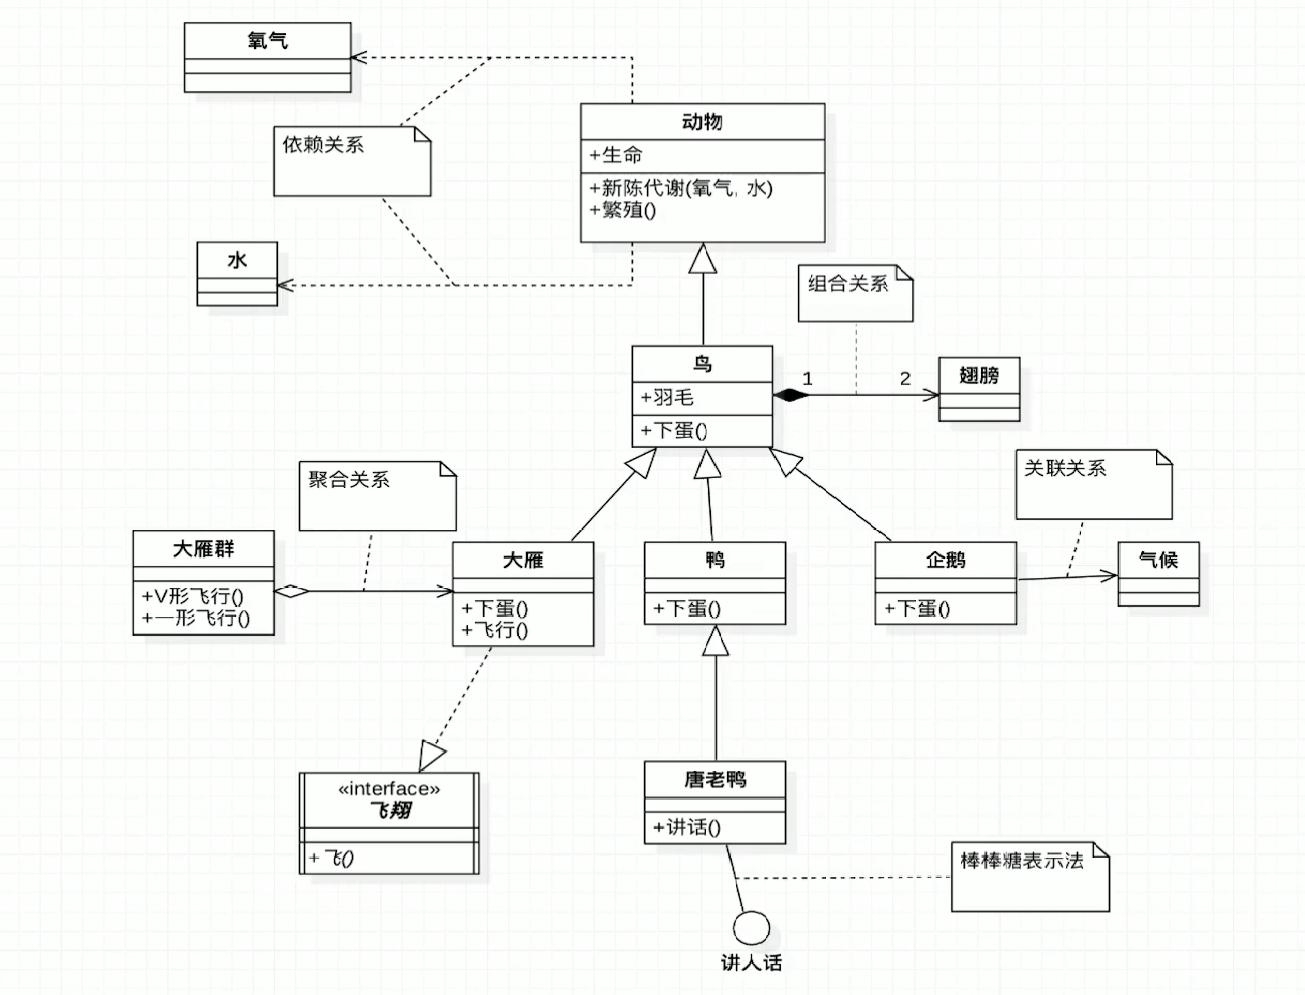 氧气
动物
依赖关系
+生命
+新陈代谢(氧气, 水)
+繁殖()
水
组合关系
鸟
1
2
翅膀
+羽毛
+下蛋()
聚合关系
关联关系
大雁群
+V形飞行()
+一形飞行()
大雁
+下蛋()
+飞行()
鸭
+下蛋()
企鹅
+下蛋()
气候
«interface»
飞翔
+飞()
唐老鸭
+讲话()
棒棒糖表示法
讲人话